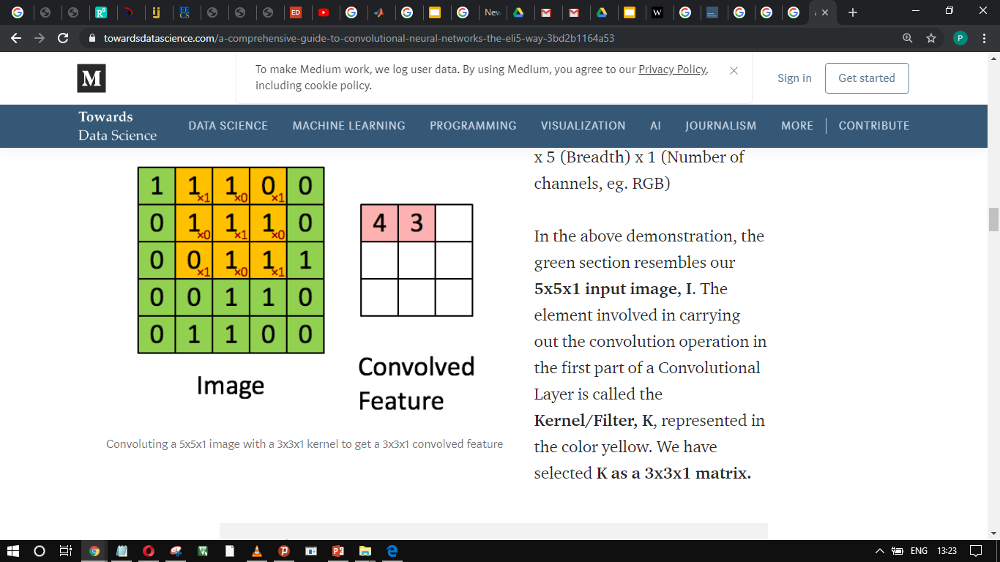 ED
New
W
P
towardsdatascience.com/a-comprehensive-guide-to-convolutional-neural-networks-the-eli5-way-3bd2b1164a53
M
To make Medium work, we log user data. By using Medium, you agree to our Privacy Policy,
including cookie policy.
Sign in
Get started
Towards
Data Science
DATA SCIENCE MACHINE LEARNING PROGRAMMING VISUALIZATION AI JOURNALISM MORE CONTRIBUTE
1 1×1 1×0 0×1 0
0 1×0 1×1 1×0 0
0 0×1 1×0 1×1 1
0 0 1 1 0
0 1 1 0 0
Image
4 3
Convolved
Feature
Convoluting a 5x5x1 image with a 3x3x1 kernel to get a 3x3x1 convolved feature
x 5 (Breadth) x 1 (Number of
channels, eg. RGB)
In the above demonstration, the
green section resembles our
5x5x1 input image, I. The
element involved in carrying
out the convolution operation in
the first part of a Convolutional
Layer is called the
Kernel/Filter, K, represented in
the color yellow. We have
selected K as a 3x3x1 matrix.
ENG 13:23